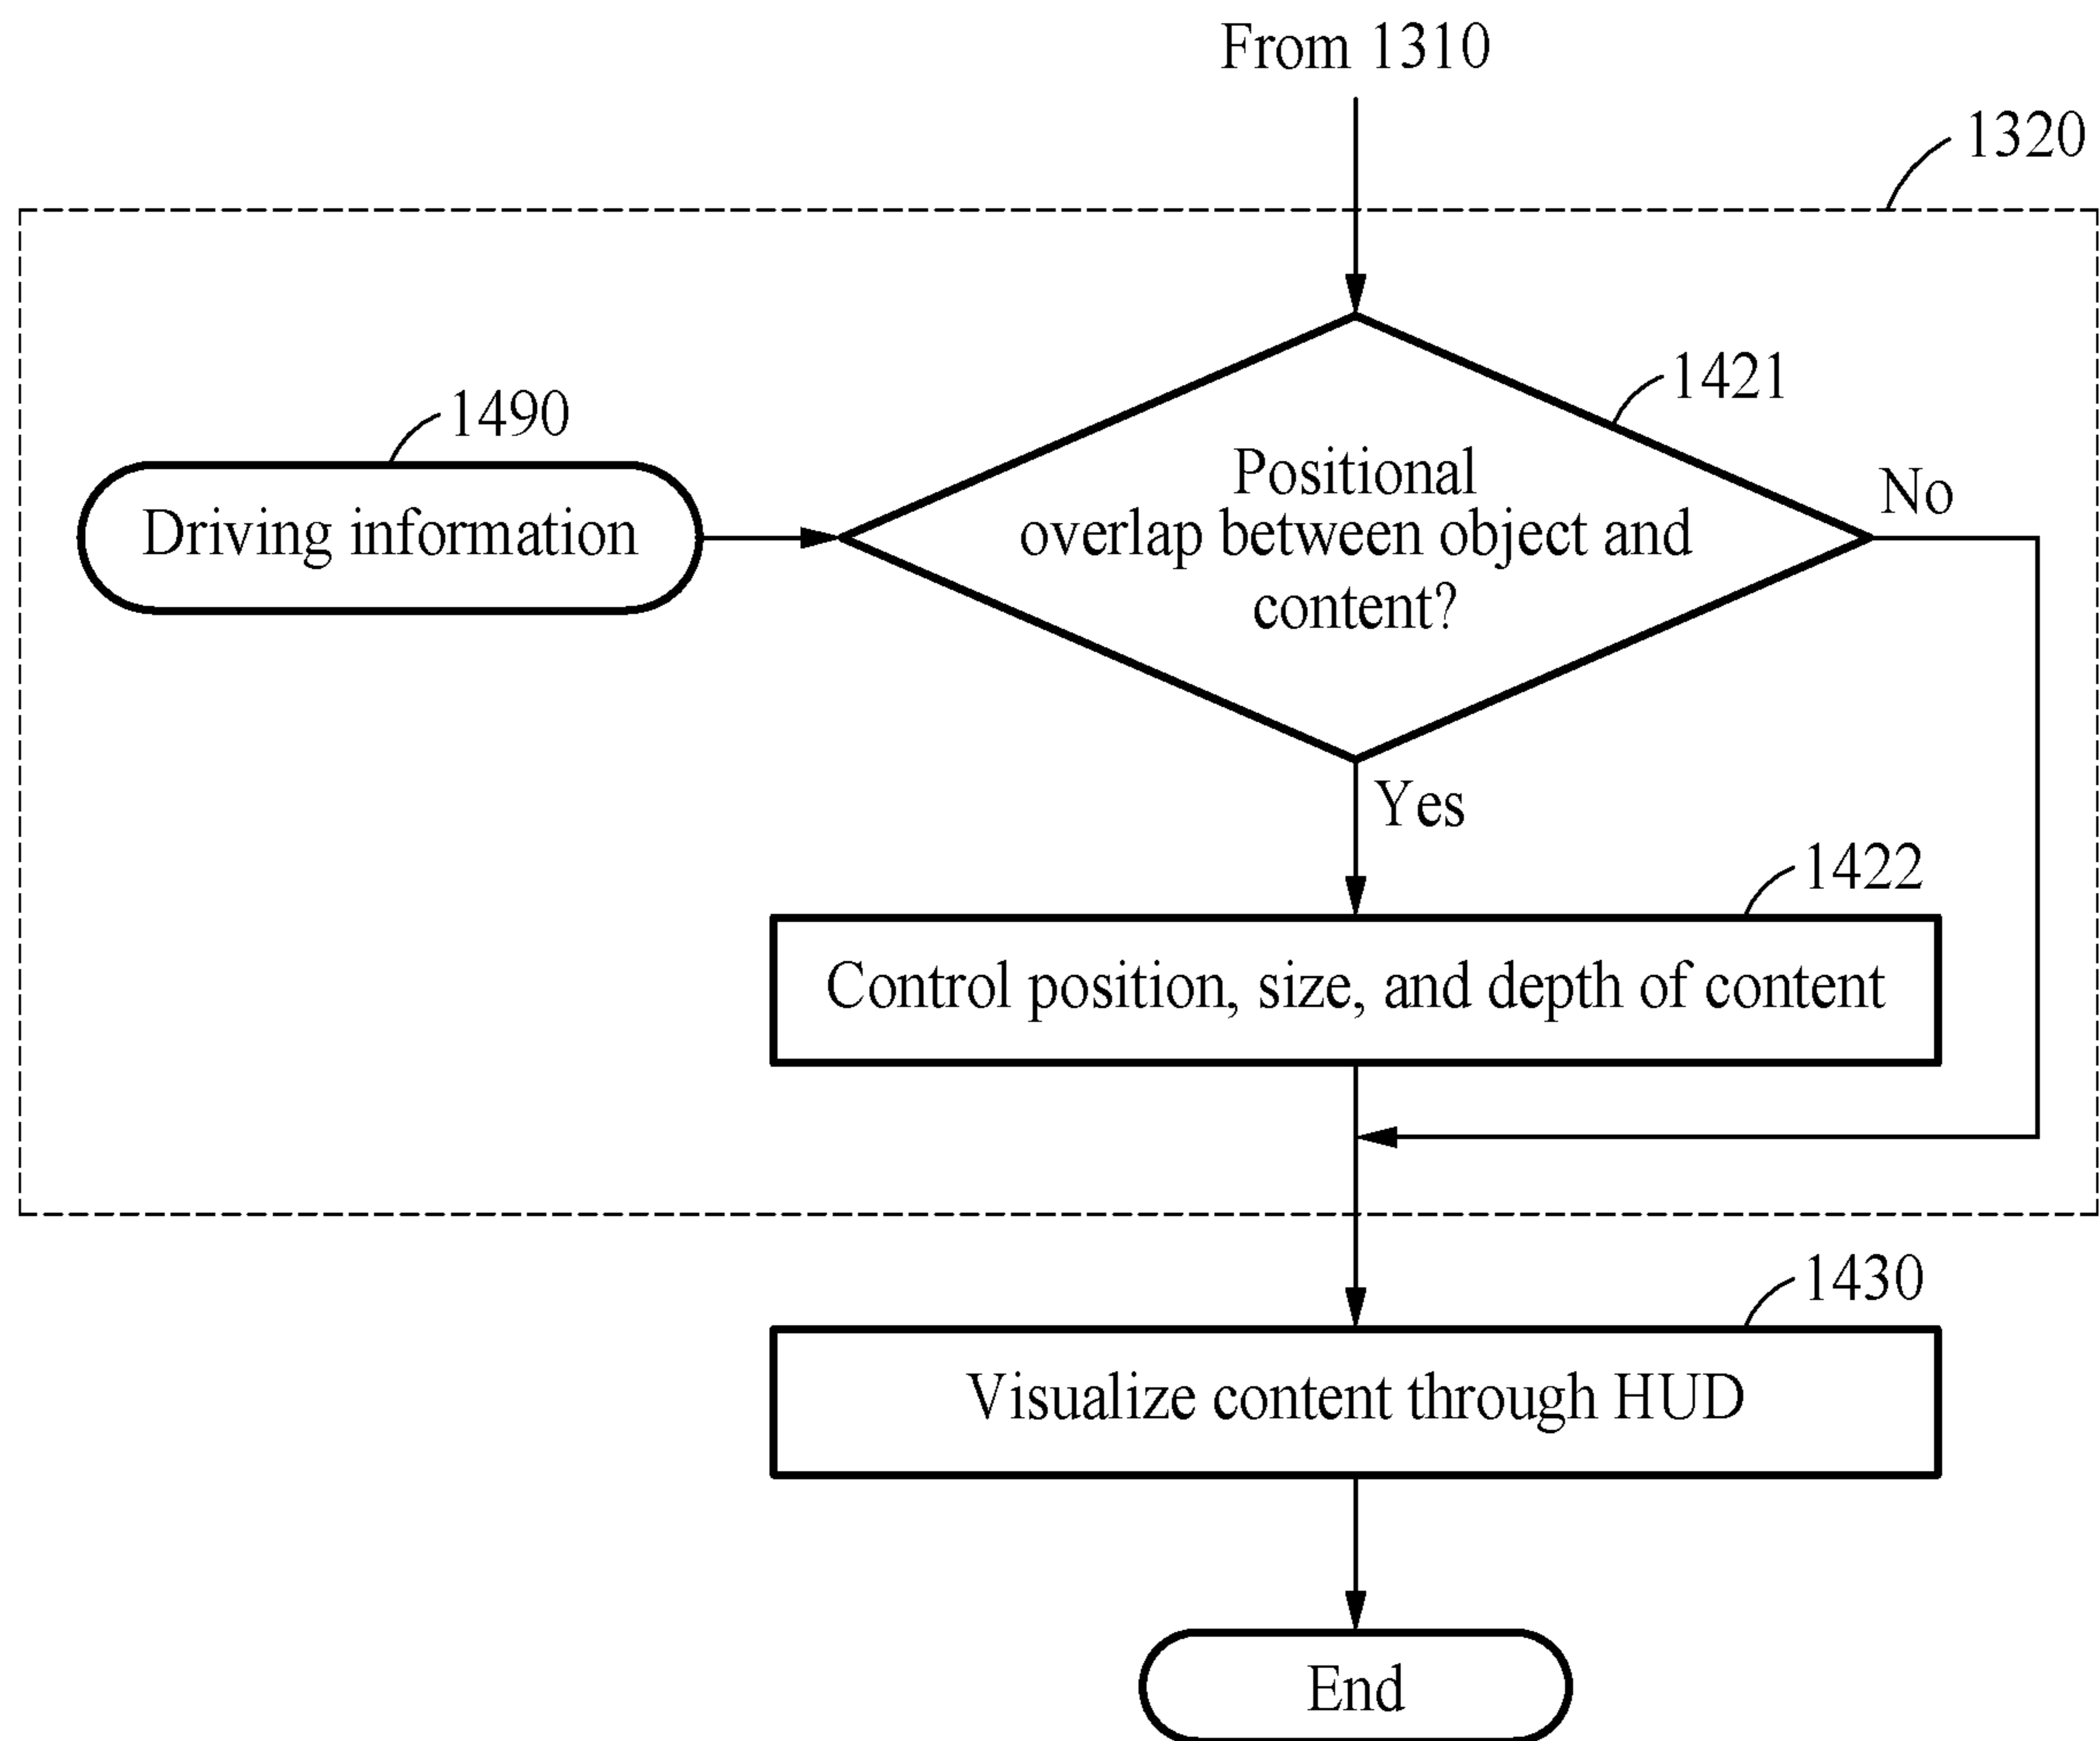 From 1310
1320
1421
1490
Positional
overlap between object and
content?
No
Driving information
Yes
1422
Control position, size, and depth of content
1430
Visualize content through HUD
End